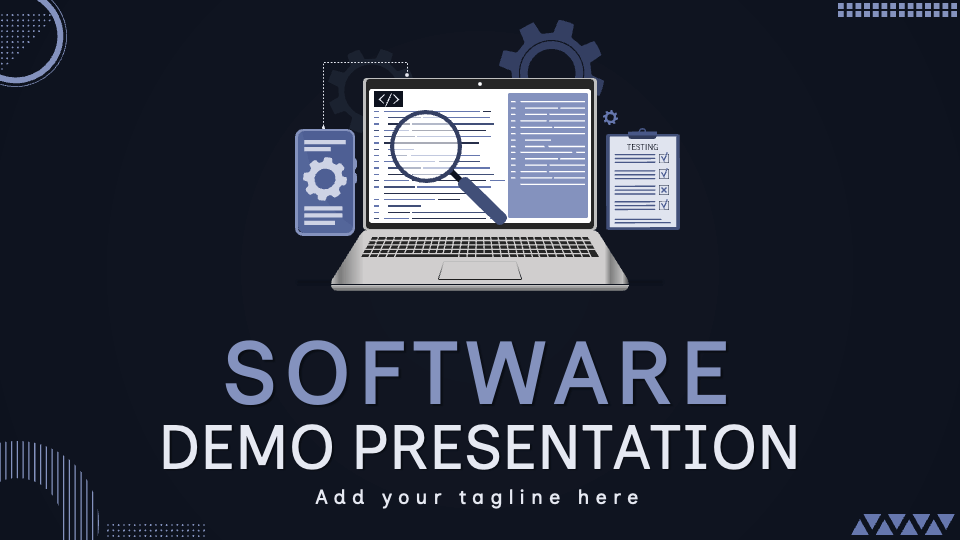 </>
TESTING
SOFTWARE
DEMO PRESENTATION
Add your tagline here